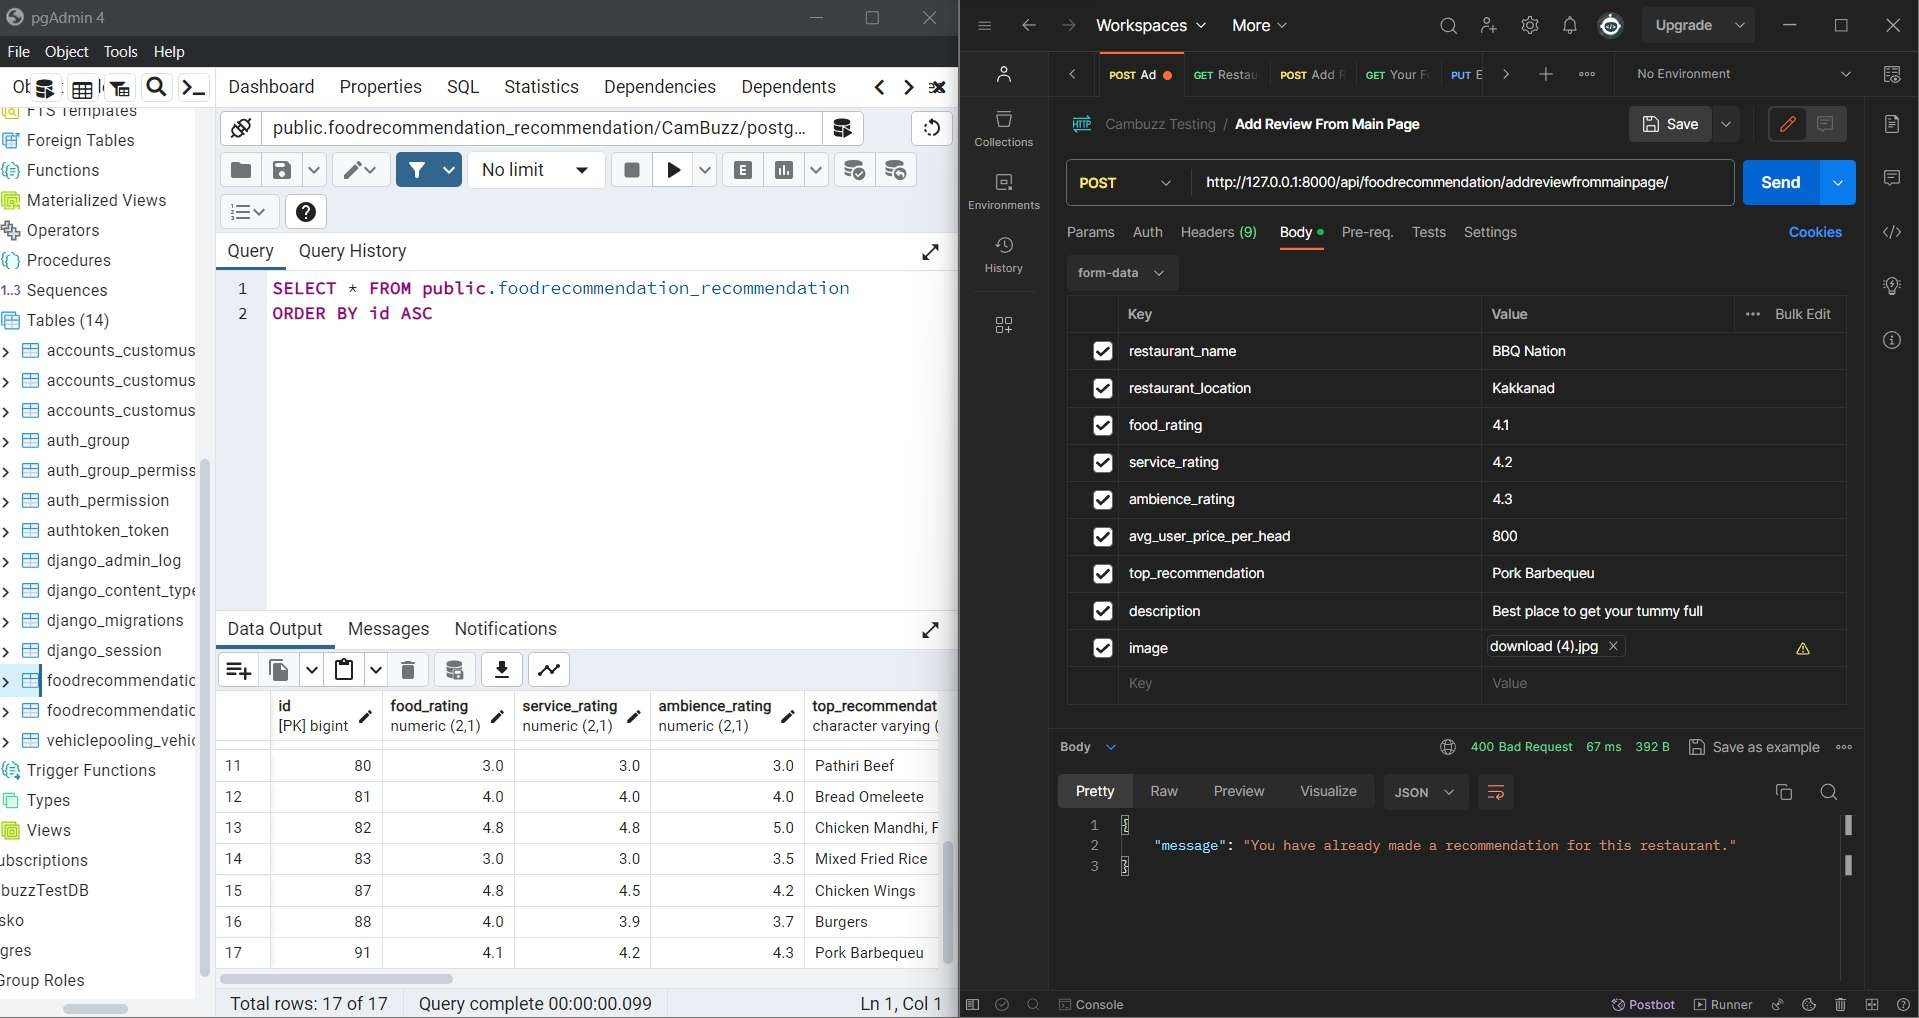 pgAdmin 4
File Object Tools Help
Dashboard Properties SQL Statistics Dependencies Dependents
FTS Templates
Foreign Tables
Functions
Materialized Views
Operators
Procedures
1..3 Sequences
Tables (14)
accounts_customus
accounts_customus
accounts_customus
auth_group
auth_group_permiss
auth_permission
authtoken_token
django_admin_log
django_content_type
django_migrations
django_session
foodrecommendatic
foodrecommendatic
vehiclepooling_vehic
Trigger Functions
Types
Views
ubscriptions
buzzTestDB
sko
gres
Group Roles
public.foodrecommendation_recommendation/CamBuzz/postg...
No limit
E
Query Query History
1 SELECT * FROM public.foodrecommendation_recommendation
2 ORDER BY id ASC
Data Output Messages Notifications
id food_rating service_rating ambience_rating top_recommendat
[PK] bigint numeric (2,1) numeric (2,1) numeric (2,1) character varying (
11 80 3.0 3.0 3.0 Pathiri Beef
12 81 4.0 4.0 4.0 Bread Omeleete
13 82 4.8 4.8 5.0 Chicken Mandhi, F
14 83 3.0 3.0 3.5 Mixed Fried Rice
15 87 4.8 4.5 4.2 Chicken Wings
16 88 4.0 3.9 3.7 Burgers
17 91 4.1 4.2 4.3 Pork Barbequeu
Total rows: 17 of 17 Query complete 00:00:00.099 Ln 1, Col 1
Workspaces More Upgrade
POST Ad GET Restau POST Add R GET Your Fo PUT E No Environment
Collections
Environments
History
HTTP Cambuzz Testing / Add Review From Main Page Save
POST http://127.0.0.1:8000/api/foodrecommendation/addreviewfrommainpage/ Send
Params Auth Headers (9) Body Pre-req. Tests Settings Cookies
form-data
Key Value Bulk Edit
restaurant_name BBQ Nation
restaurant_location Kakkanad
food_rating 4.1
service_rating 4.2
ambience_rating 4.3
avg_user_price_per_head 800
top_recommendation Pork Barbequeu
description Best place to get your tummy full
image download (4).jpg
Key Value
Body 400 Bad Request 67 ms 392 B Save as example
Pretty Raw Preview Visualize JSON
1 {
2 "message": "You have already made a recommendation for this restaurant."
3 }
Console Postbot Runner